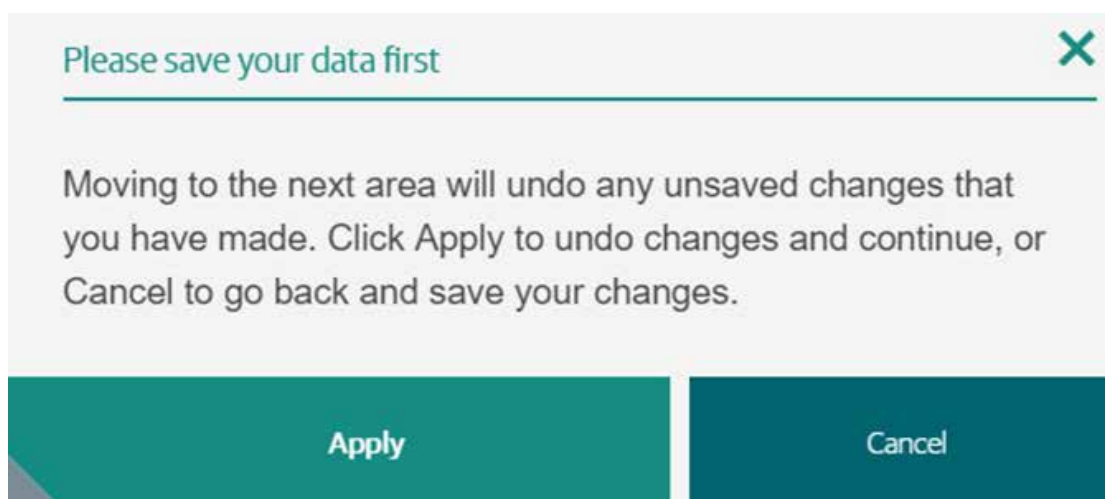 Please save your data first
Moving to the next area will undo any unsaved changes that
you have made. Click Apply to undo changes and continue, or
Cancel to go back and save your changes.
Apply
Cancel